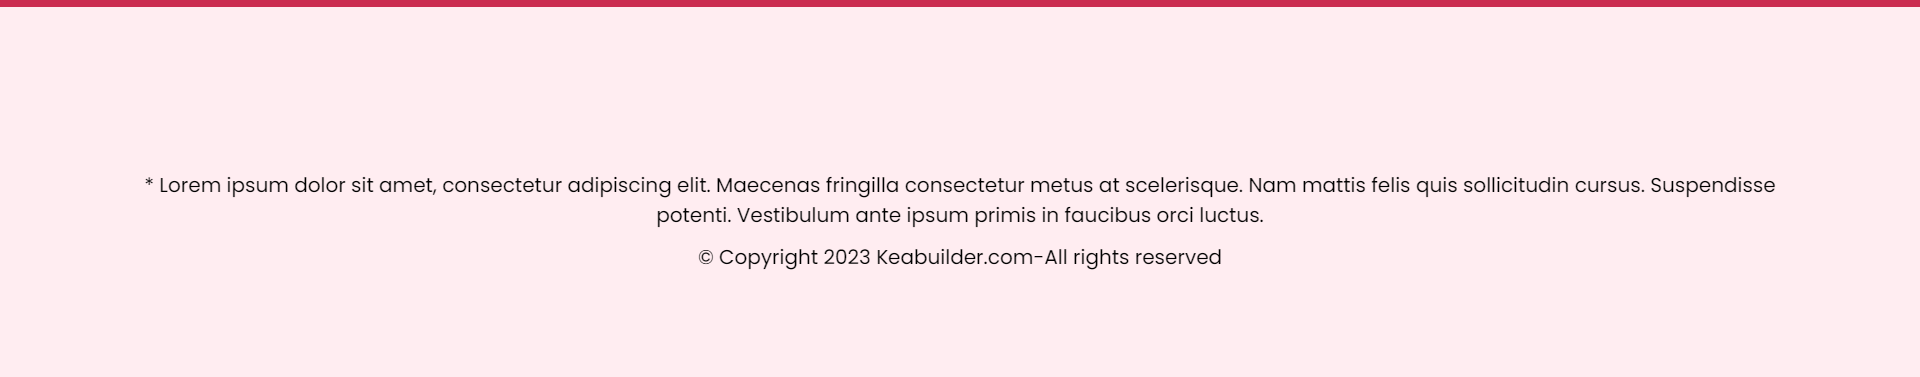 * Lorem ipsum dolor sit amet, consectetur adipiscing elit. Maecenas fringilla consectetur metus at scelerisque. Nam mattis felis quis sollicitudin cursus. Suspendisse
potenti. Vestibulum ante ipsum primis in faucibus orci luctus.
© Copyright 2023 Keabuilder.com-All rights reserved